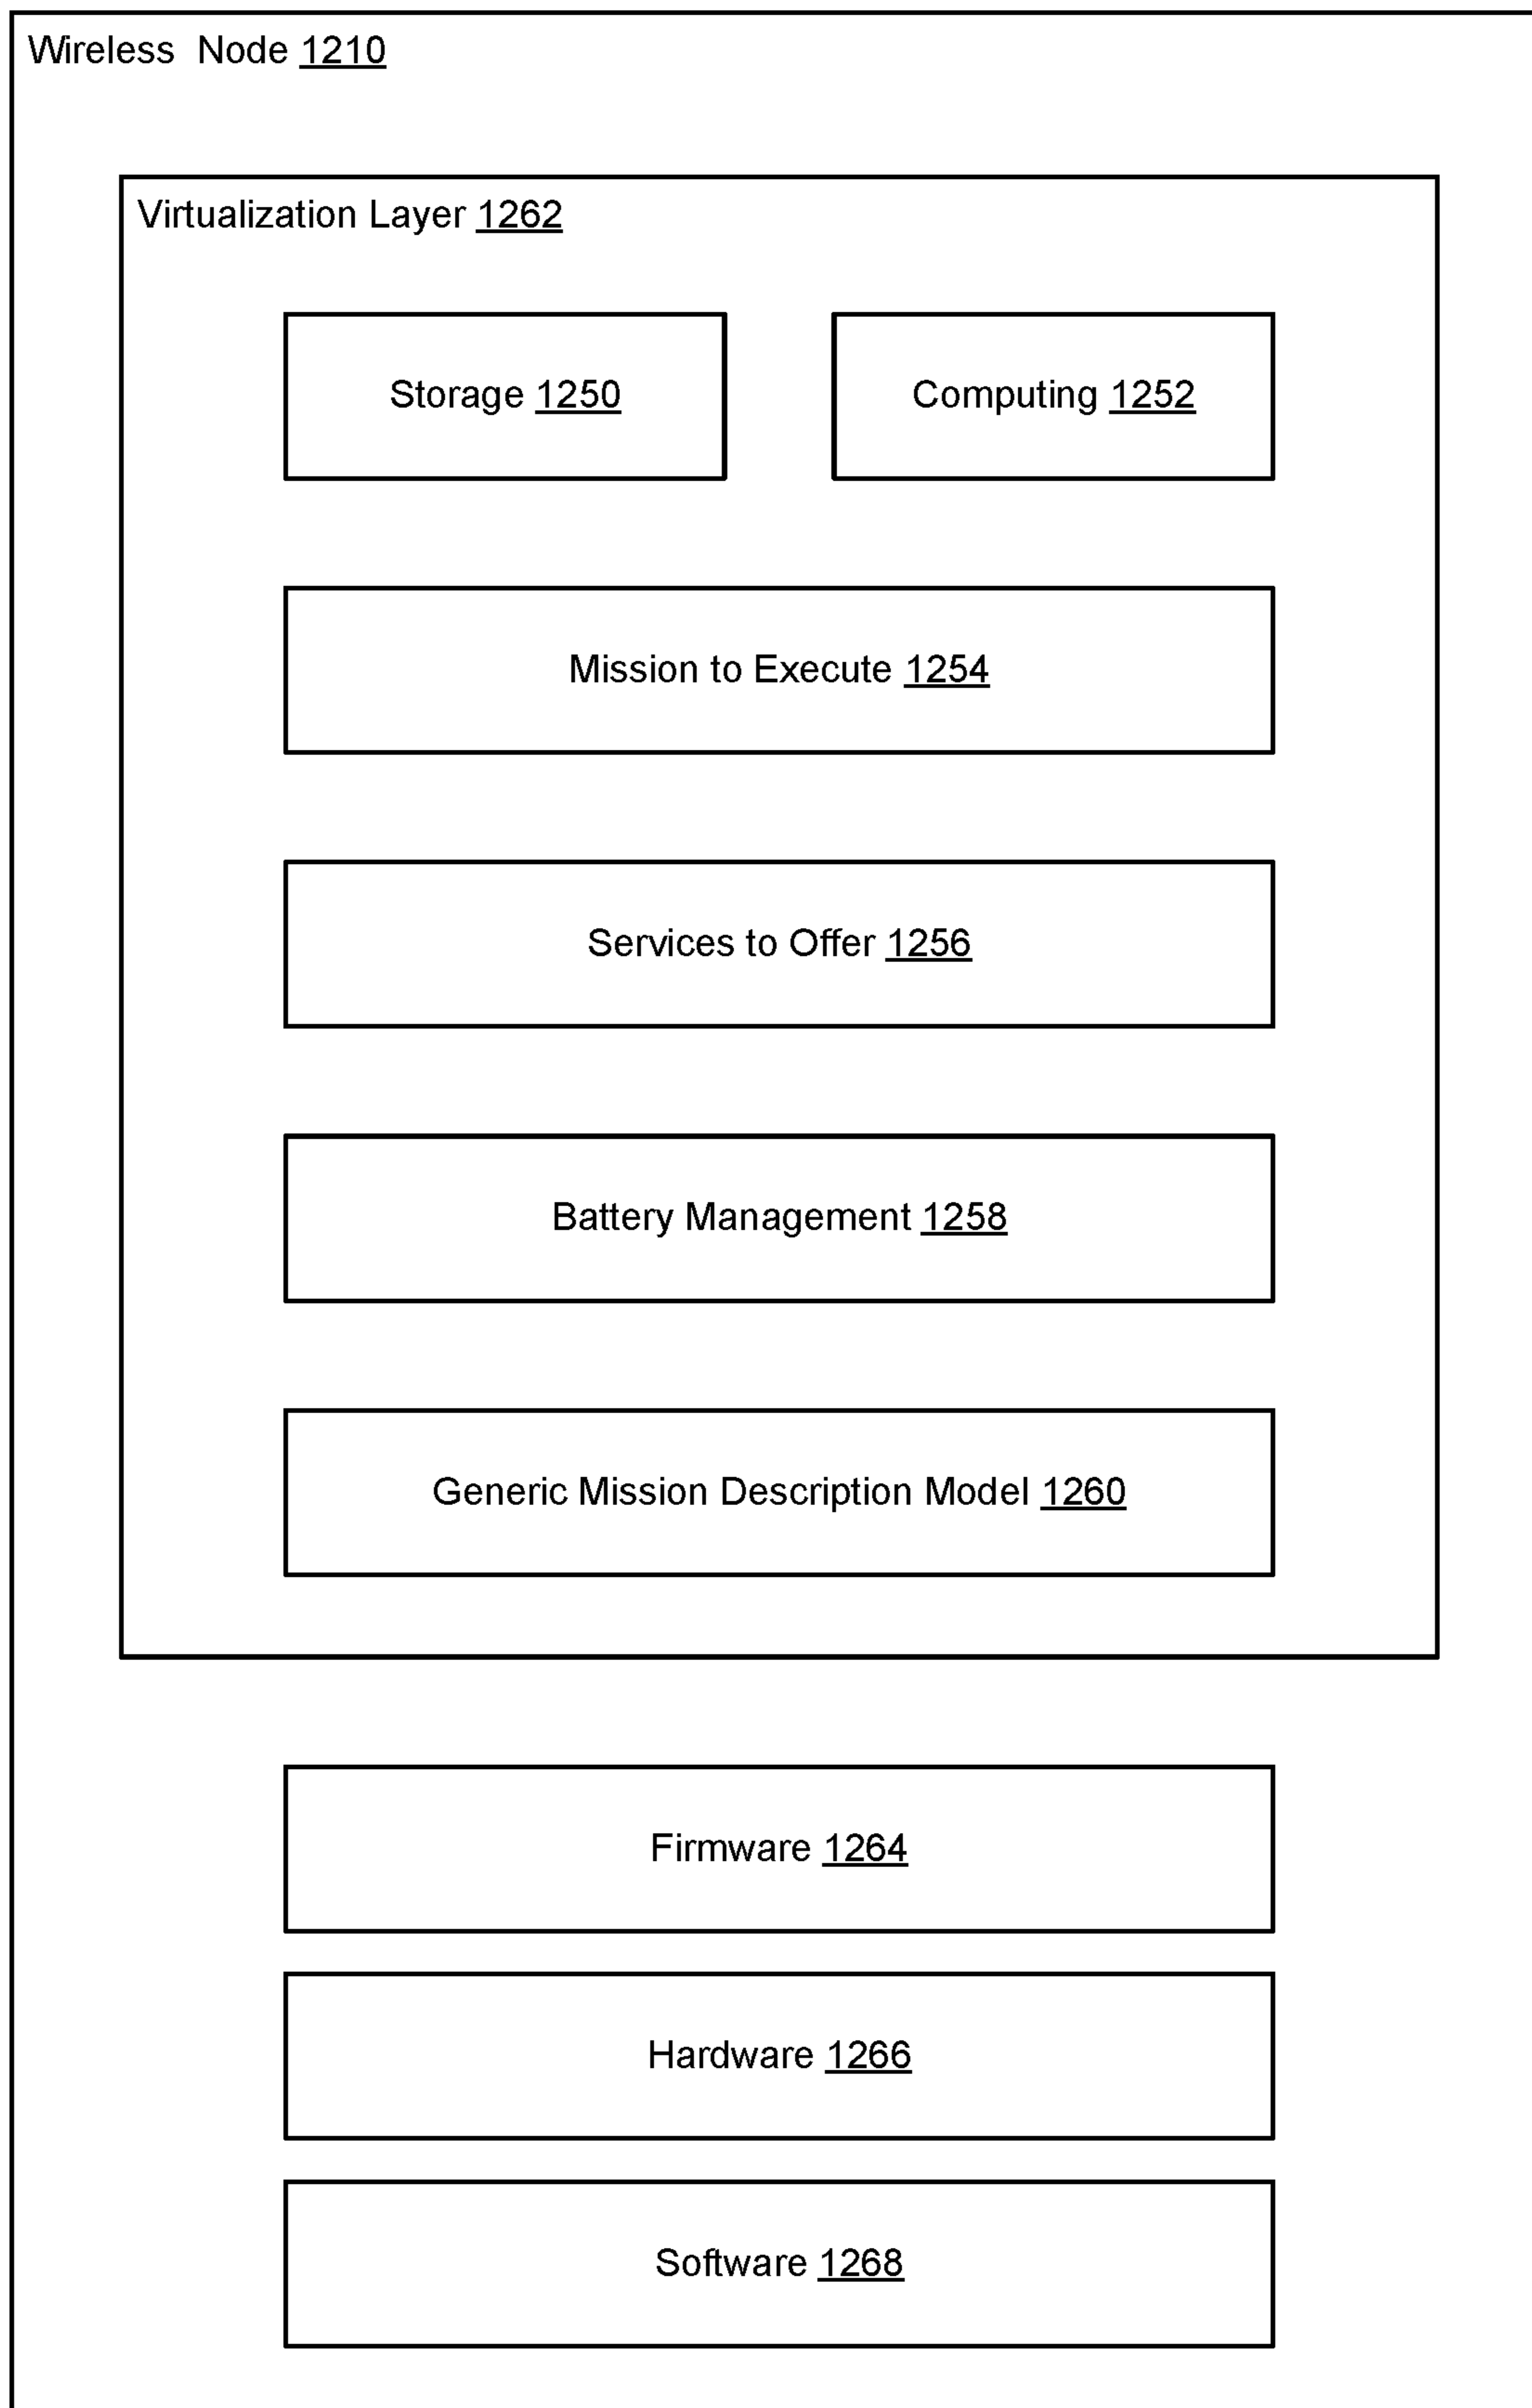 Wireless  Node 1210
Virtualization Layer 1262
Storage 1250
Computing 1252
Mission to Execute 1254
Services to Offer 1256
Battery Management 1258
Generic Mission Description Model 1260
Firmware 1264
Hardware 1266
Software 1268